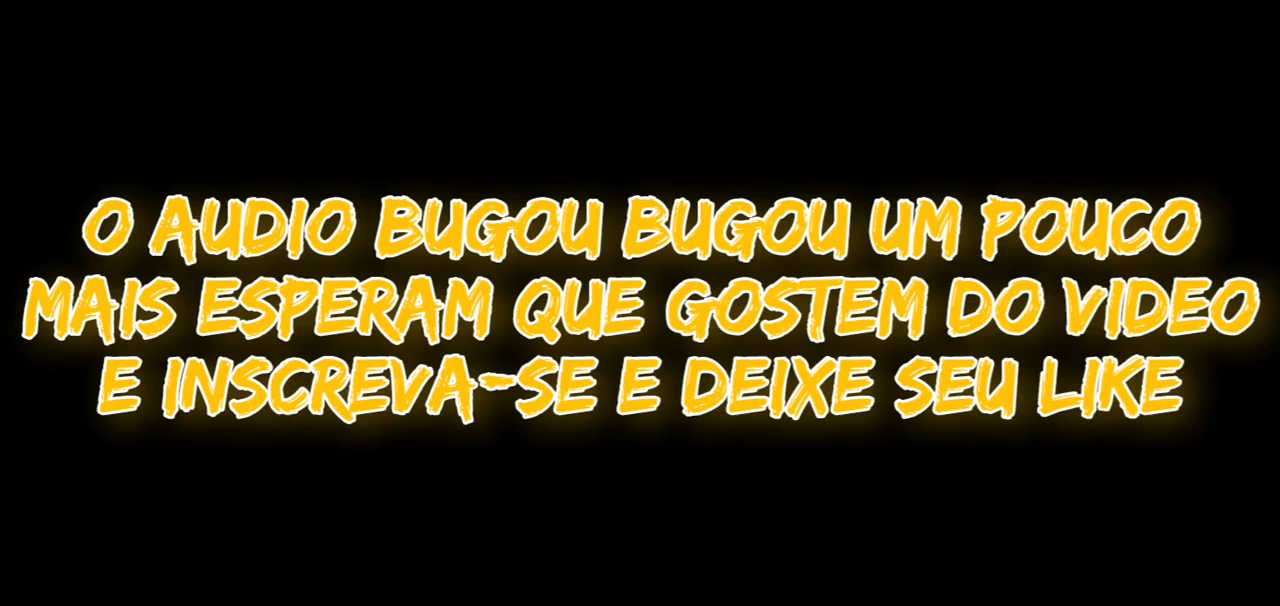 O AUDIO BUGOU BUGOU UM POUCO
MAIS ESPERAM QUE GOSTEM DO VIDEO
E INSCREVA-SE E DEIXE SEU LIKE